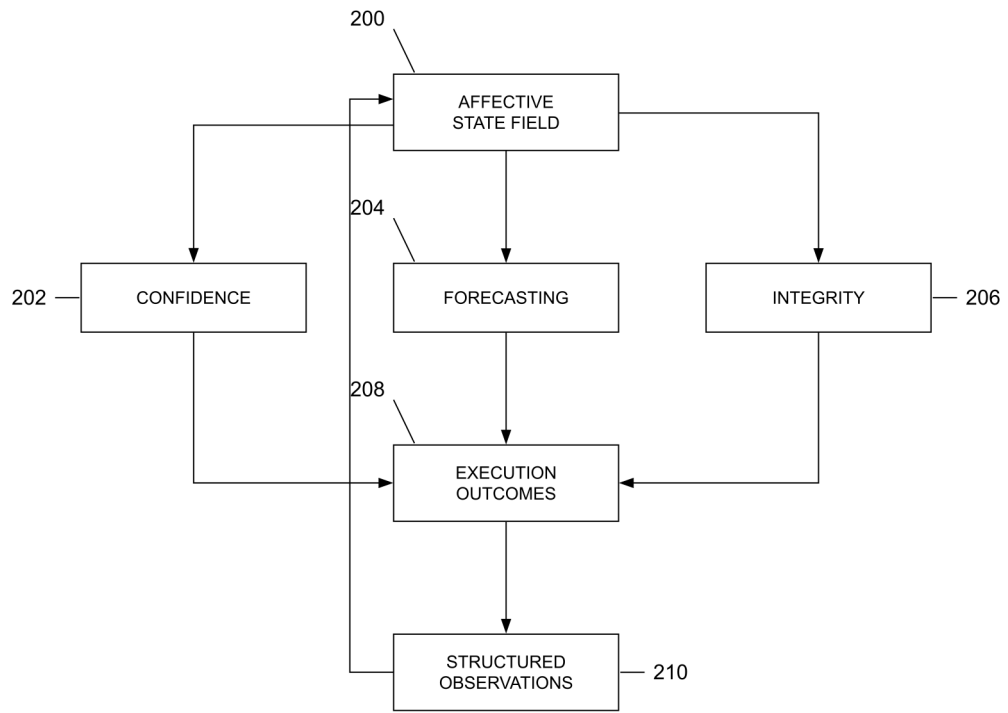 200
AFFECTIVE
STATE FIELD
204
202
CONFIDENCE
FORECASTING
INTEGRITY
206
208
EXECUTION
OUTCOMES
STRUCTURED
OBSERVATIONS
210